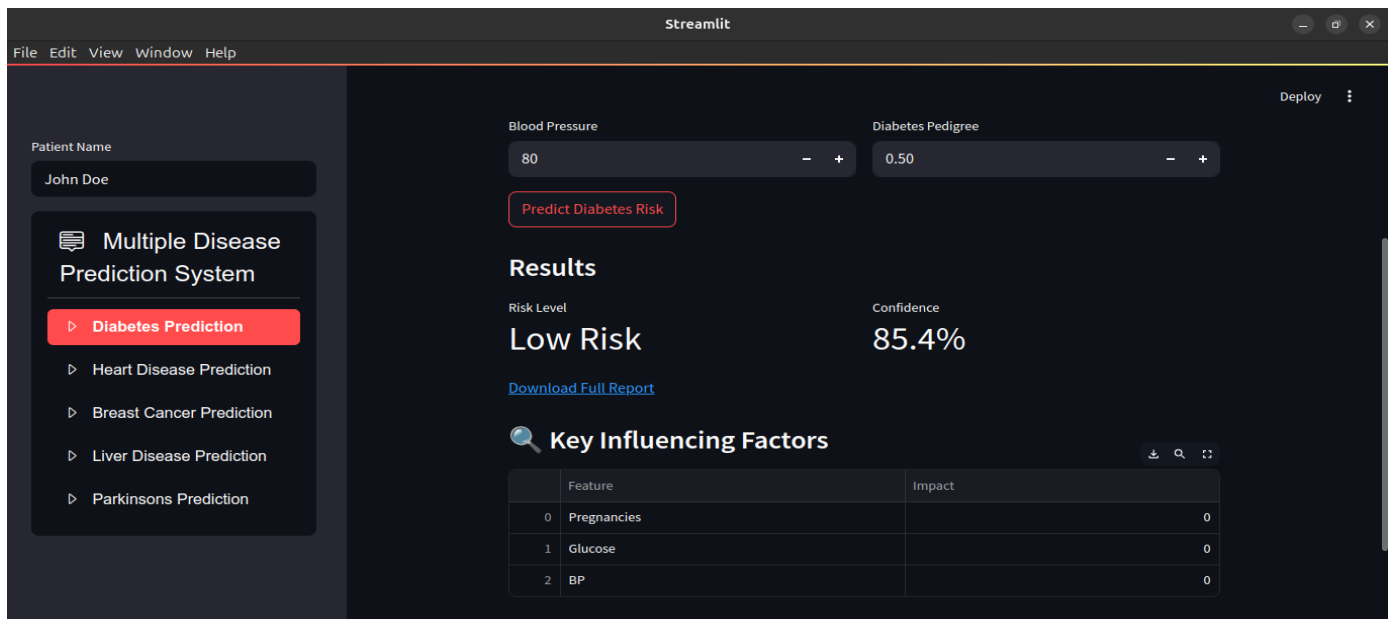 Streamlit
File Edit View Window Help
Deploy
Patient Name
John Doe
Multiple Disease
Prediction System
Diabetes Prediction
Heart Disease Prediction
Breast Cancer Prediction
Liver Disease Prediction
Parkinsons Prediction
Blood Pressure Diabetes Pedigree
80 - + 0.50 - +
Predict Diabetes Risk
Results
Risk Level Confidence
Low Risk 85.4%
Download Full Report
Key Influencing Factors
Feature Impact
0 Pregnancies 0
1 Glucose 0
2 BP 0